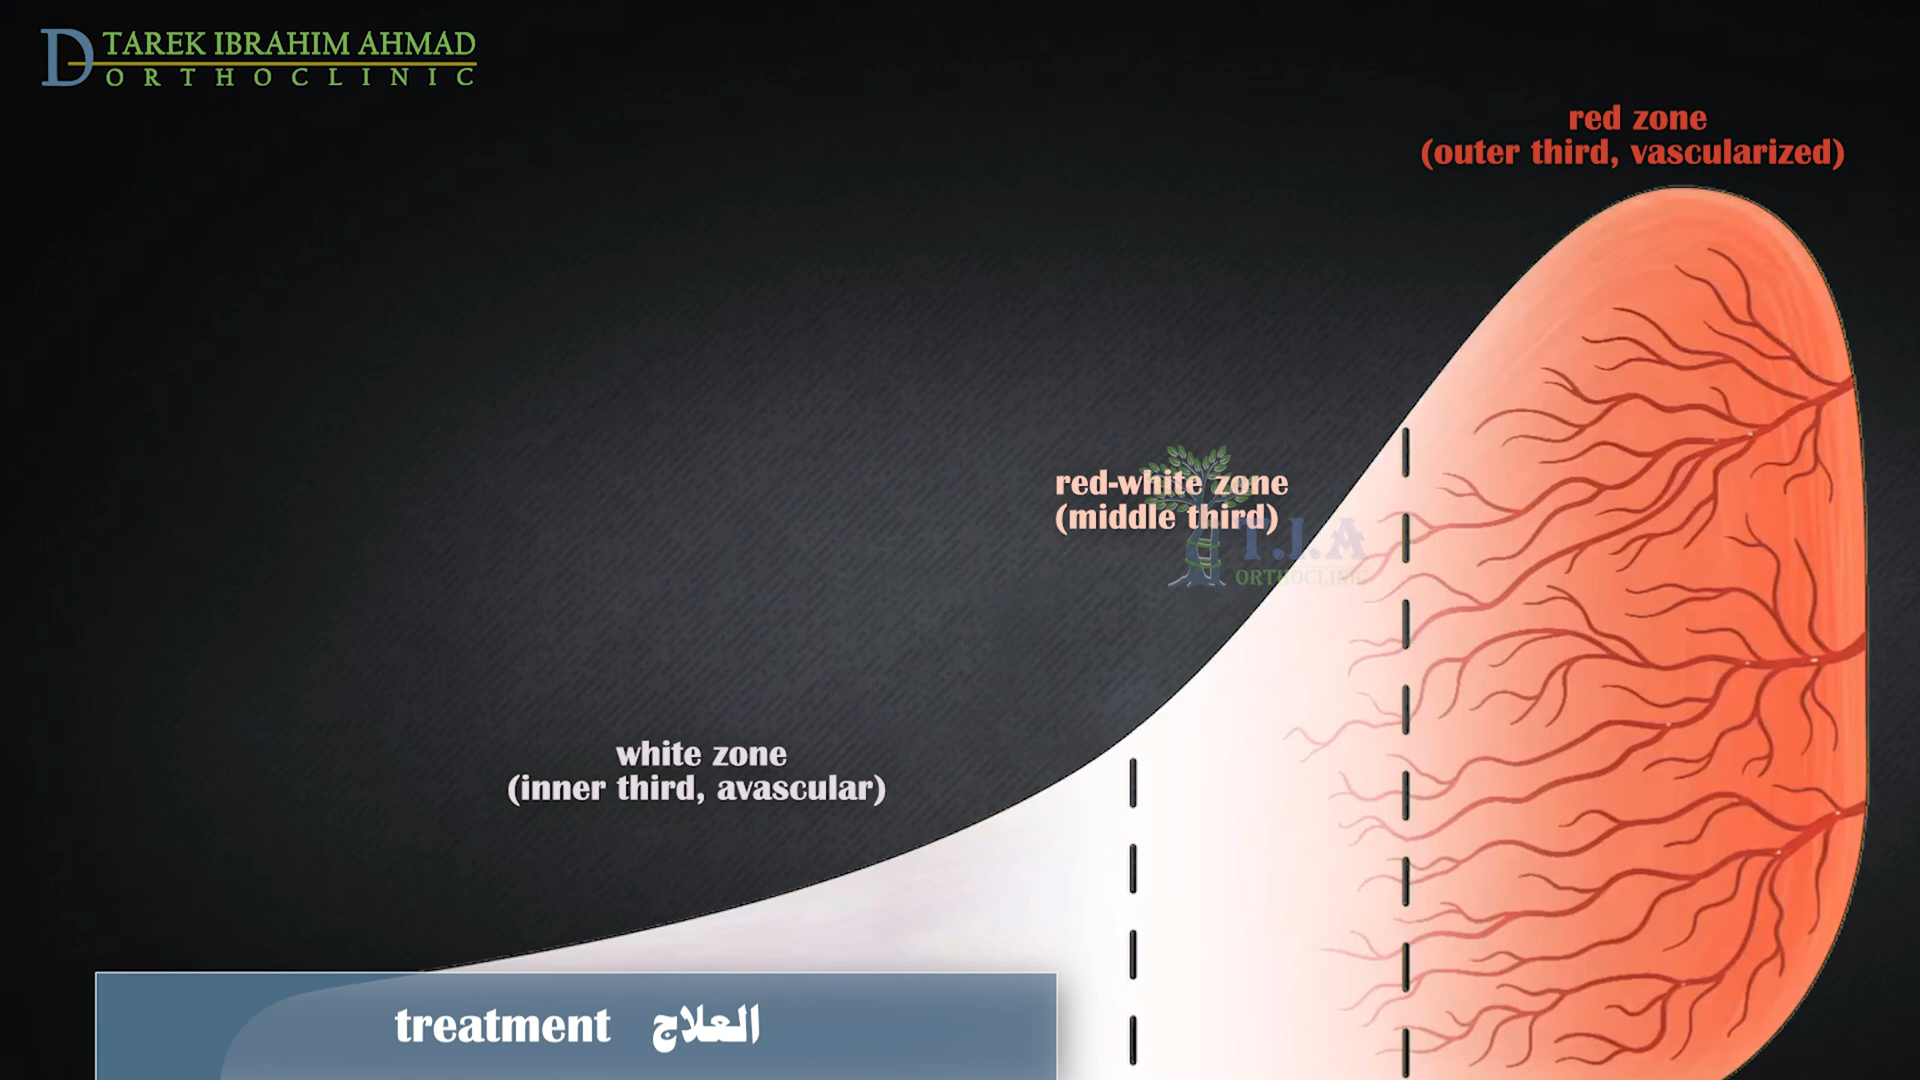 D TAREK IBRAHIM AHMAD
ORTHOCLINIC
red zone
(outer third, vascularized)
red-white zone
(middle third)
T.I.A
ORTHOCLINIC
white zone
(inner third, avascular)
treatment العلاج